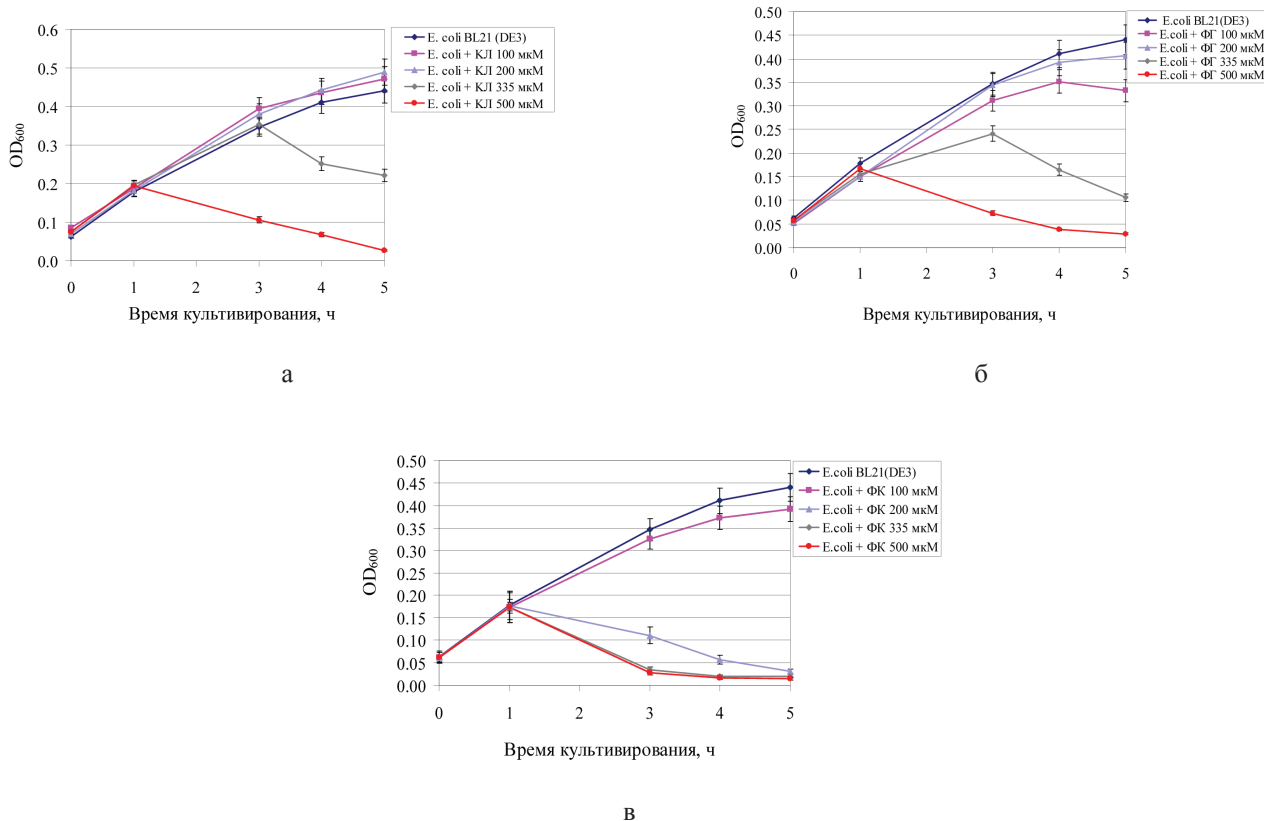 0.6
0.5
0.4
0.3
0.2
0.1
0.0
OD600
0 1 2 3 4 5
Время культивирования, ч
E. coli BL21 (DE3)
E. coli + КЛ 100 мкМ
E. coli + КЛ 200 мкМ
E. coli + КЛ 335 мкМ
E. coli + КЛ 500 мкМ
а
0.50
0.45
0.40
0.35
0.30
0.25
0.20
0.15
0.10
0.05
0.00
OD600
0 1 2 3 4 5
Время культивирования, ч
E.coli BL21(DE3)
E.coli + ФГ 100 мкМ
E.coli + ФГ 200 мкМ
E.coli + ФГ 335 мкМ
E.coli + ФГ 500 мкМ
б
0.50
0.45
0.40
0.35
0.30
0.25
0.20
0.15
0.10
0.05
0.00
OD600
0 1 2 3 4 5
Время культивирования, ч
E.coli BL21(DE3)
E.coli + ФК 100 мкМ
E.coli + ФК 200 мкМ
E.coli + ФК 335 мкМ
E.coli + ФК 500 мкМ
в